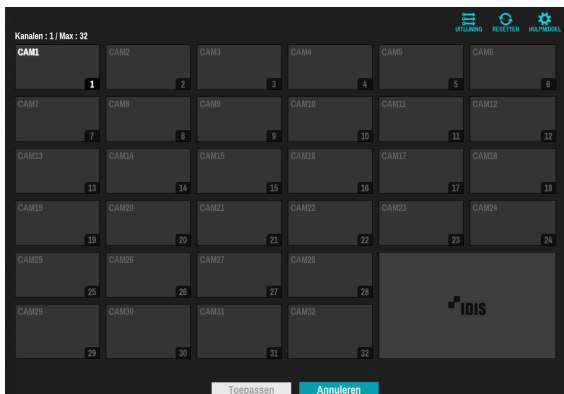 UITLIJNING RESETTEN HULPMIDDEL
Kanalen : 1 / Max : 32
CAM1 CAM2 CAM3 CAM4 CAM5 CAM6
1 2 3 4 5 6
CAM7 CAM8 CAM9 CAM10 CAM11 CAM12
7 8 9 10 11 12
CAM13 CAM14 CAM15 CAM16 CAM17 CAM18
13 14 15 16 17 18
CAM19 CAM20 CAM21 CAM22 CAM23 CAM24
19 20 21 22 23 24
CAM25 CAM26 CAM27 CAM28
25 26 27 28
IDIS
CAM29 CAM30 CAM31 CAM32
29 30 31 32
Toepassen Annuleren